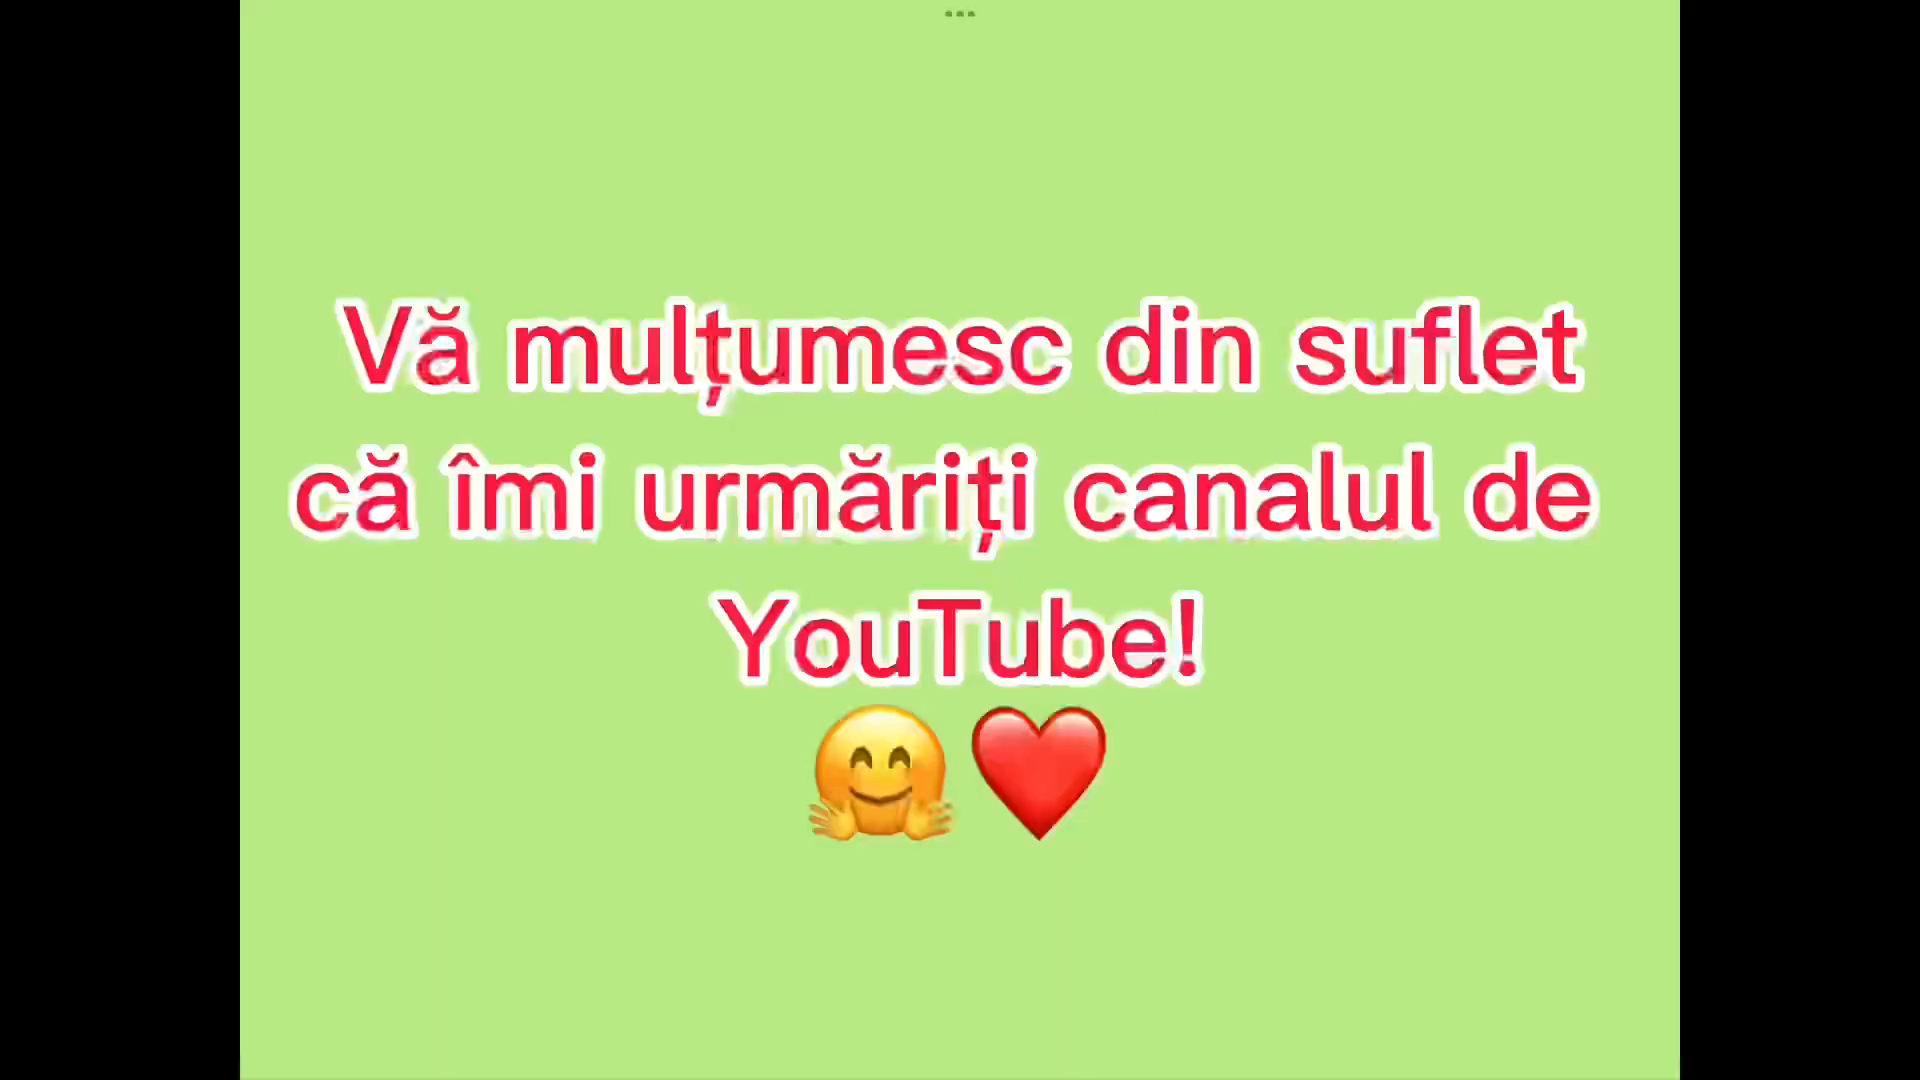 Vă mulțumesc din suflet
că îmi urmăriți canalul de
YouTube!
🤗❤️